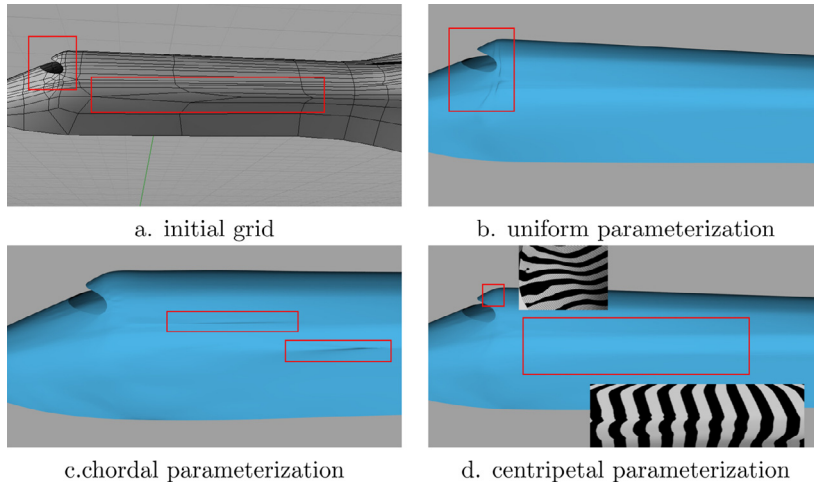 a. initial grid
b. uniform parameterization
c.chordal parameterization
d. centripetal parameterization